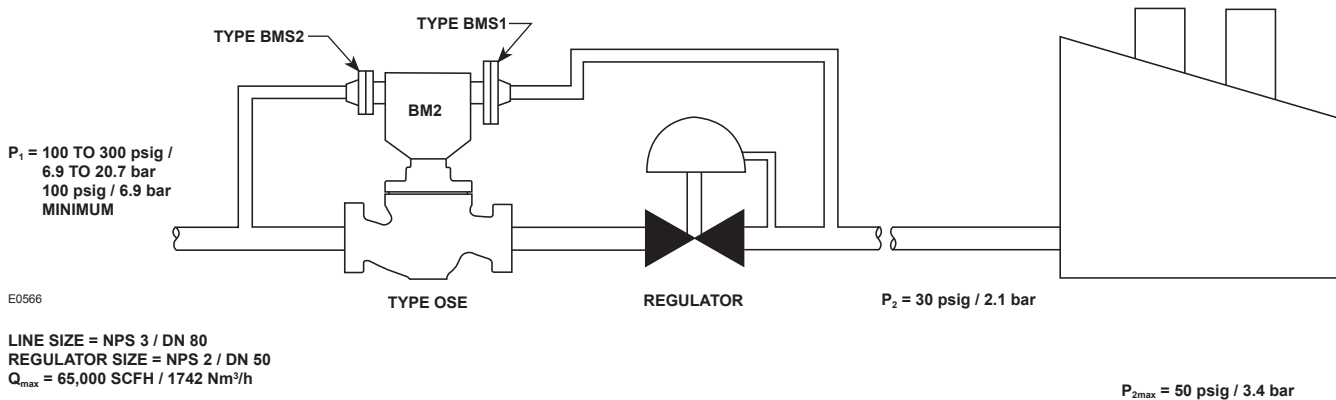 TYPE BMS2
TYPE BMS1
BM2
P₁ = 100 TO 300 psig /
6.9 TO 20.7 bar
100 psig / 6.9 bar
MINIMUM
E0566
TYPE OSE
REGULATOR
P₂ = 30 psig / 2.1 bar
LINE SIZE = NPS 3 / DN 80
REGULATOR SIZE = NPS 2 / DN 50
Qmax = 65,000 SCFH / 1742 Nm³/h
P2max = 50 psig / 3.4 bar